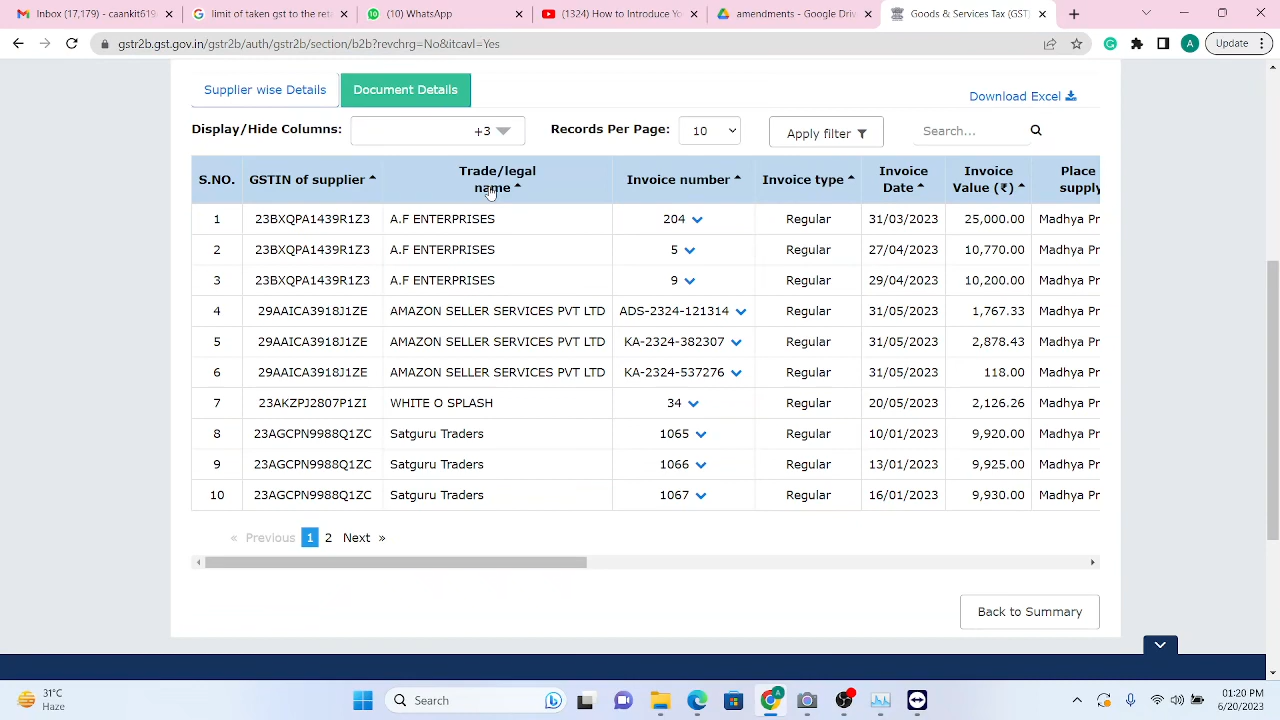 Inbox (17,179) - cankit619
limit of taken got to the reta
(10) WhatsApp
(1324) How to Introduce Yo
amendments - Google Drive
Goods & Services Tax (GST)
gstr2b.gst.gov.in/gstr2b/auth/gstr2b/section/b2b?revchrg=N&itcavl=Yes
A
Update
Supplier wise Details
Document Details
Download Excel
Display/Hide Columns:
+3
Records Per Page:
10
Apply filter
Search...
S.NO. GSTIN of supplier Trade/legal name Invoice number Invoice type Invoice Date Invoice Value (₹) Place supply
1 23BXQPA1439R1Z3 A.F ENTERPRISES 204 Regular 31/03/2023 25,000.00 Madhya Pr
2 23BXQPA1439R1Z3 A.F ENTERPRISES 5 Regular 27/04/2023 10,770.00 Madhya Pr
3 23BXQPA1439R1Z3 A.F ENTERPRISES 9 Regular 29/04/2023 10,200.00 Madhya Pr
4 29AAICA3918J1ZE AMAZON SELLER SERVICES PVT LTD ADS-2324-121314 Regular 31/05/2023 1,767.33 Madhya Pr
5 29AAICA3918J1ZE AMAZON SELLER SERVICES PVT LTD KA-2324-382307 Regular 31/05/2023 2,878.43 Madhya Pr
6 29AAICA3918J1ZE AMAZON SELLER SERVICES PVT LTD KA-2324-537276 Regular 31/05/2023 118.00 Madhya Pr
7 23AKZPJ2807P1ZI WHITE O SPLASH 34 Regular 20/05/2023 2,126.26 Madhya Pr
8 23AGCPN9988Q1ZC Satguru Traders 1065 Regular 10/01/2023 9,920.00 Madhya Pr
9 23AGCPN9988Q1ZC Satguru Traders 1066 Regular 13/01/2023 9,925.00 Madhya Pr
10 23AGCPN9988Q1ZC Satguru Traders 1067 Regular 16/01/2023 9,930.00 Madhya Pr
« Previous 1 2 Next »
Back to Summary
31°C
Haze
Search
01:20 PM
6/20/2023